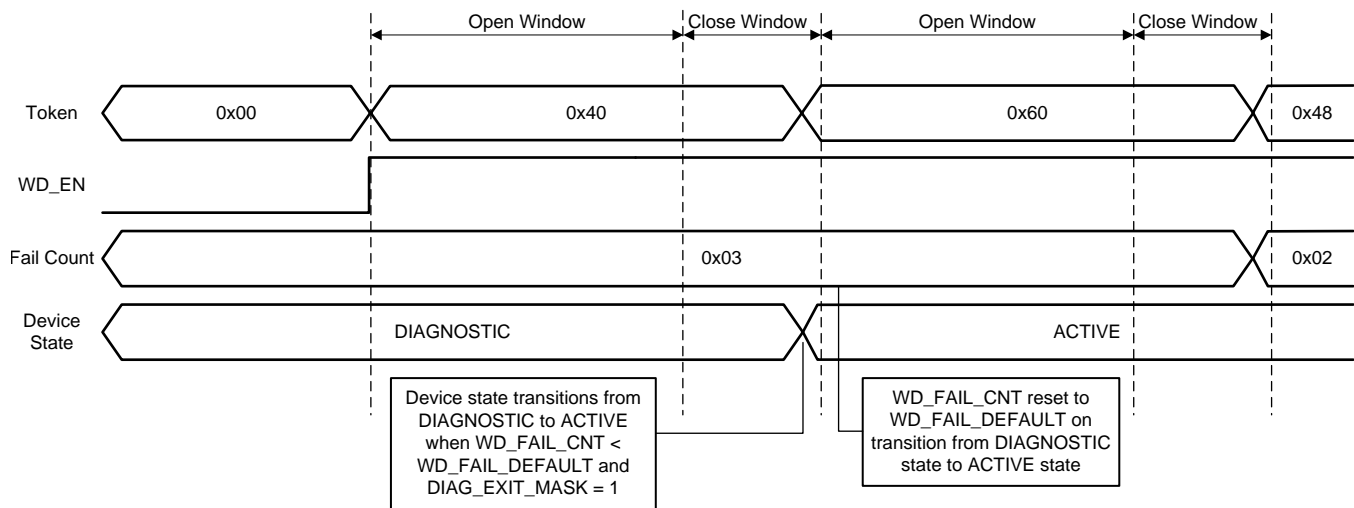 Open Window
Close Window
Open Window
Close Window
Token
0x00
0x40
0x60
0x48
WD_EN
Fail Count
0x03
0x02
Device
State
DIAGNOSTIC
ACTIVE
Device state transitions from
DIAGNOSTIC to ACTIVE
when WD_FAIL_CNT <
WD_FAIL_DEFAULT and
DIAG_EXIT_MASK = 1
WD_FAIL_CNT reset to
WD_FAIL_DEFAULT on
transition from DIAGNOSTIC
state to ACTIVE state